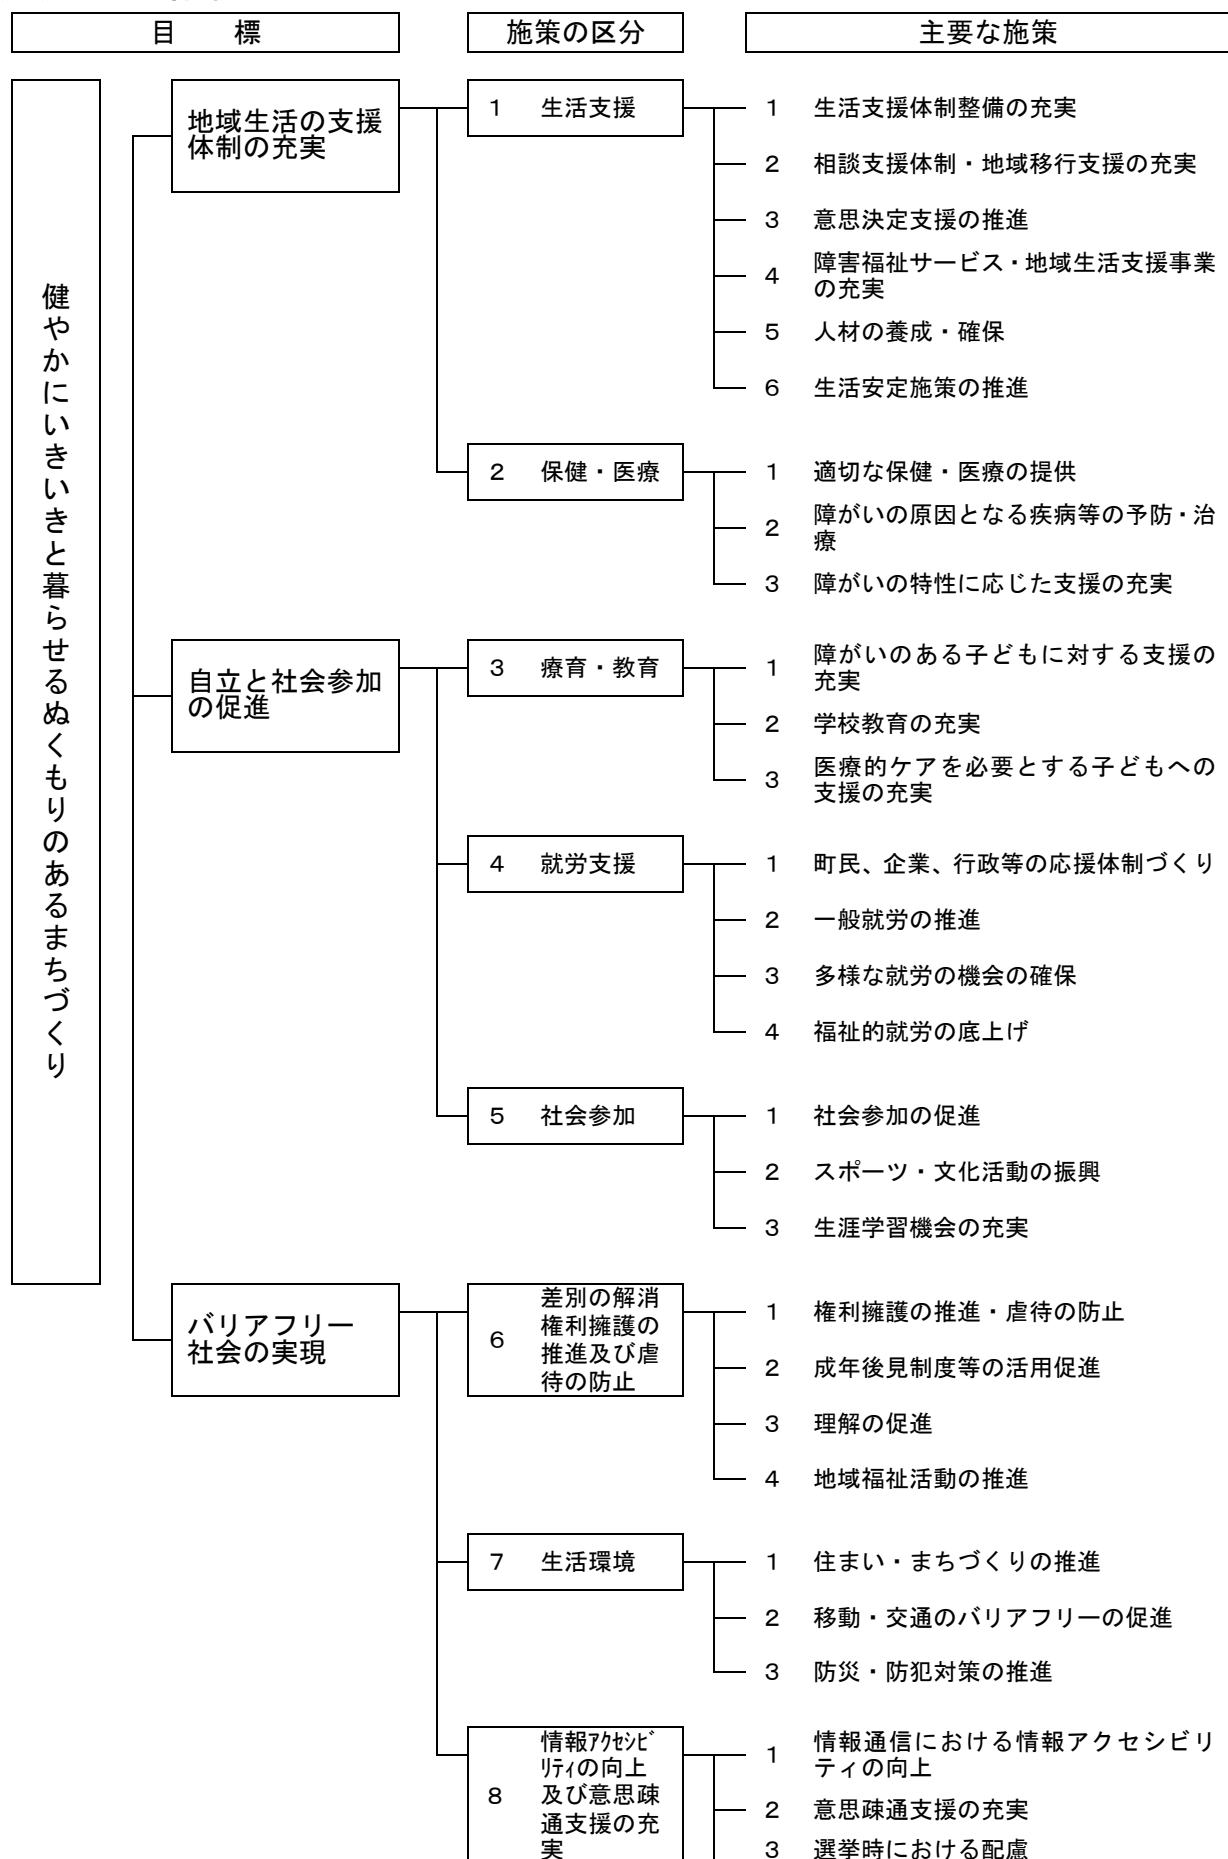 目　　標
施策の区分
主要な施策
健やかにいきいきと暮らせるぬくもりのあるまちづくり
地域生活の支援
体制の充実
1　生活支援
1　生活支援体制整備の充実
2　相談支援体制・地域移行支援の充実
3　意思決定支援の推進
4　障害福祉サービス・地域生活支援事業
の充実
5　人材の養成・確保
6　生活安定施策の推進
2　保健・医療
1　適切な保健・医療の提供
2　障がいの原因となる疾病等の予防・治
療
3　障がいの特性に応じた支援の充実
自立と社会参加
の促進
3　療育・教育
1　障がいのある子どもに対する支援の
充実
2　学校教育の充実
3　医療的ケアを必要とする子どもへの
支援の充実
4　就労支援
1　町民、企業、行政等の応援体制づくり
2　一般就労の推進
3　多様な就労の機会の確保
4　福祉的就労の底上げ
5　社会参加
1　社会参加の促進
2　スポーツ・文化活動の振興
3　生涯学習機会の充実
バリアフリー
社会の実現
6　差別の解消
権利擁護の
推進及び虐
待の防止
1　権利擁護の推進・虐待の防止
2　成年後見制度等の活用促進
3　理解の促進
4　地域福祉活動の推進
7　生活環境
1　住まい・まちづくりの推進
2　移動・交通のバリアフリーの促進
3　防災・防犯対策の推進
8　情報ｱｸｾｼﾋﾞ
ﾘﾃｨの向上
及び意思疎
通支援の充
実
1　情報通信における情報アクセシビリ
ティの向上
2　意思疎通支援の充実
3　選挙時における配慮